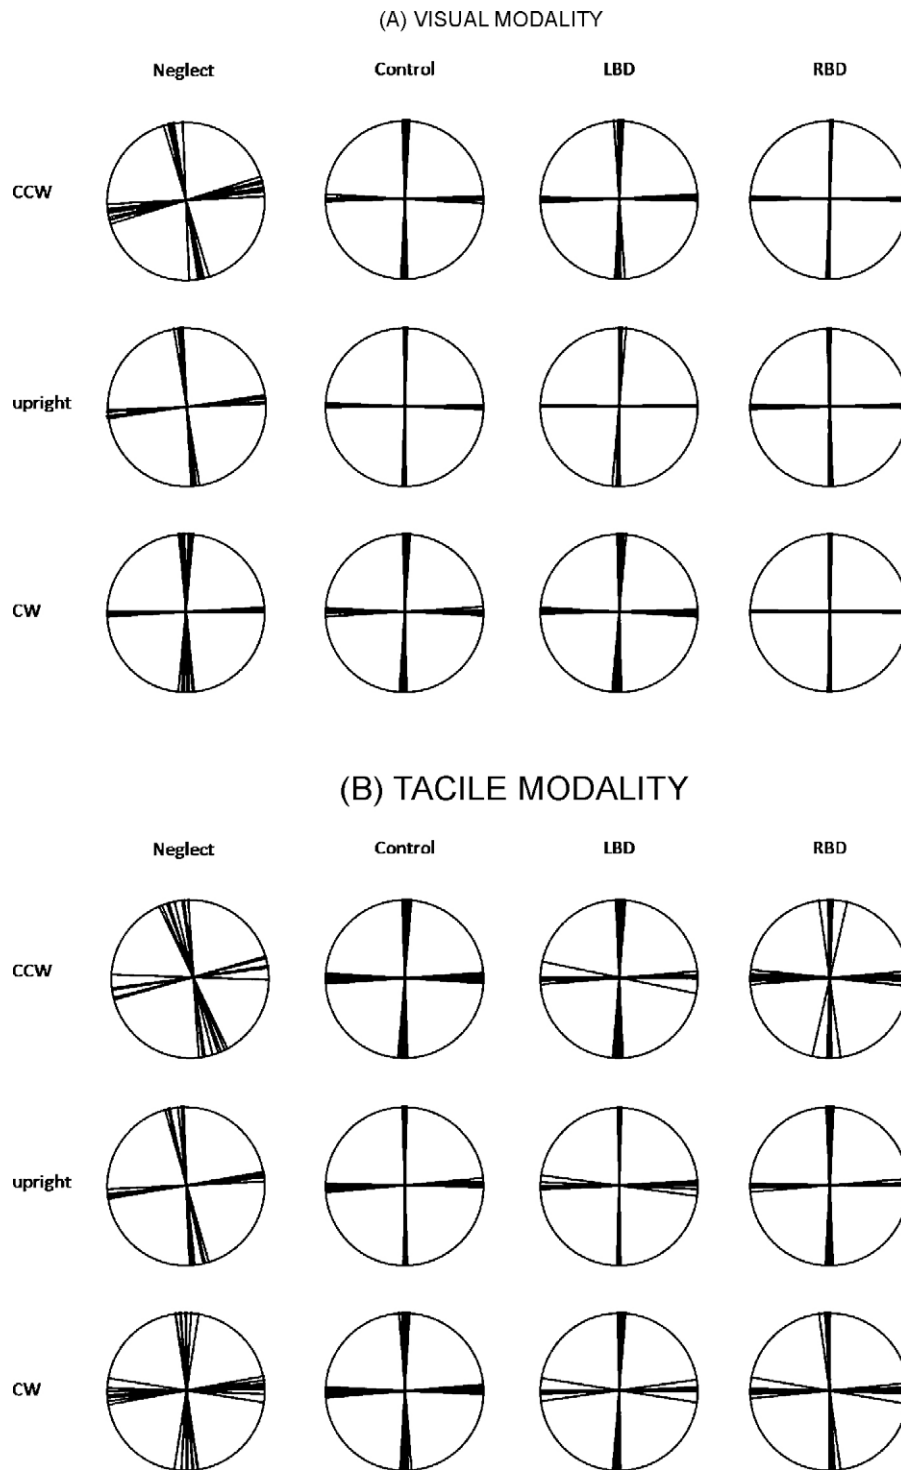 (A) VISUAL MODALITY
Neglect Control LBD RBD
CCW
upright
CW
(B) TACILE MODALITY
Neglect Control LBD RBD
CCW
upright
CW